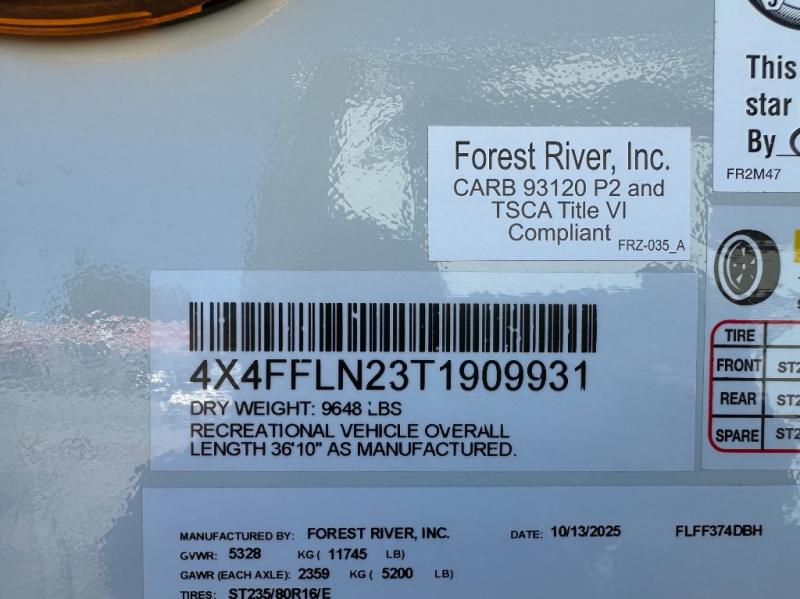 This
star
By
FR2M47
Forest River, Inc.
CARB 93120 P2 and
TSCA Title VI
Compliant FRZ-035_A
4X4FFLN23T1909931
DRY WEIGHT: 9648 LBS
RECREATIONAL VEHICLE OVERALL
LENGTH 36'10" AS MANUFACTURED.
TIRE
FRONT ST2
REAR ST2
SPARE ST2
MANUFACTURED BY: FOREST RIVER, INC. DATE: 10/13/2025 FLFF374DBH
GVWR: 5328 KG( 11745 LB)
GAWR (EACH AXLE): 2359 KG ( 5200 LB)
TIRES: ST235/80R16/E